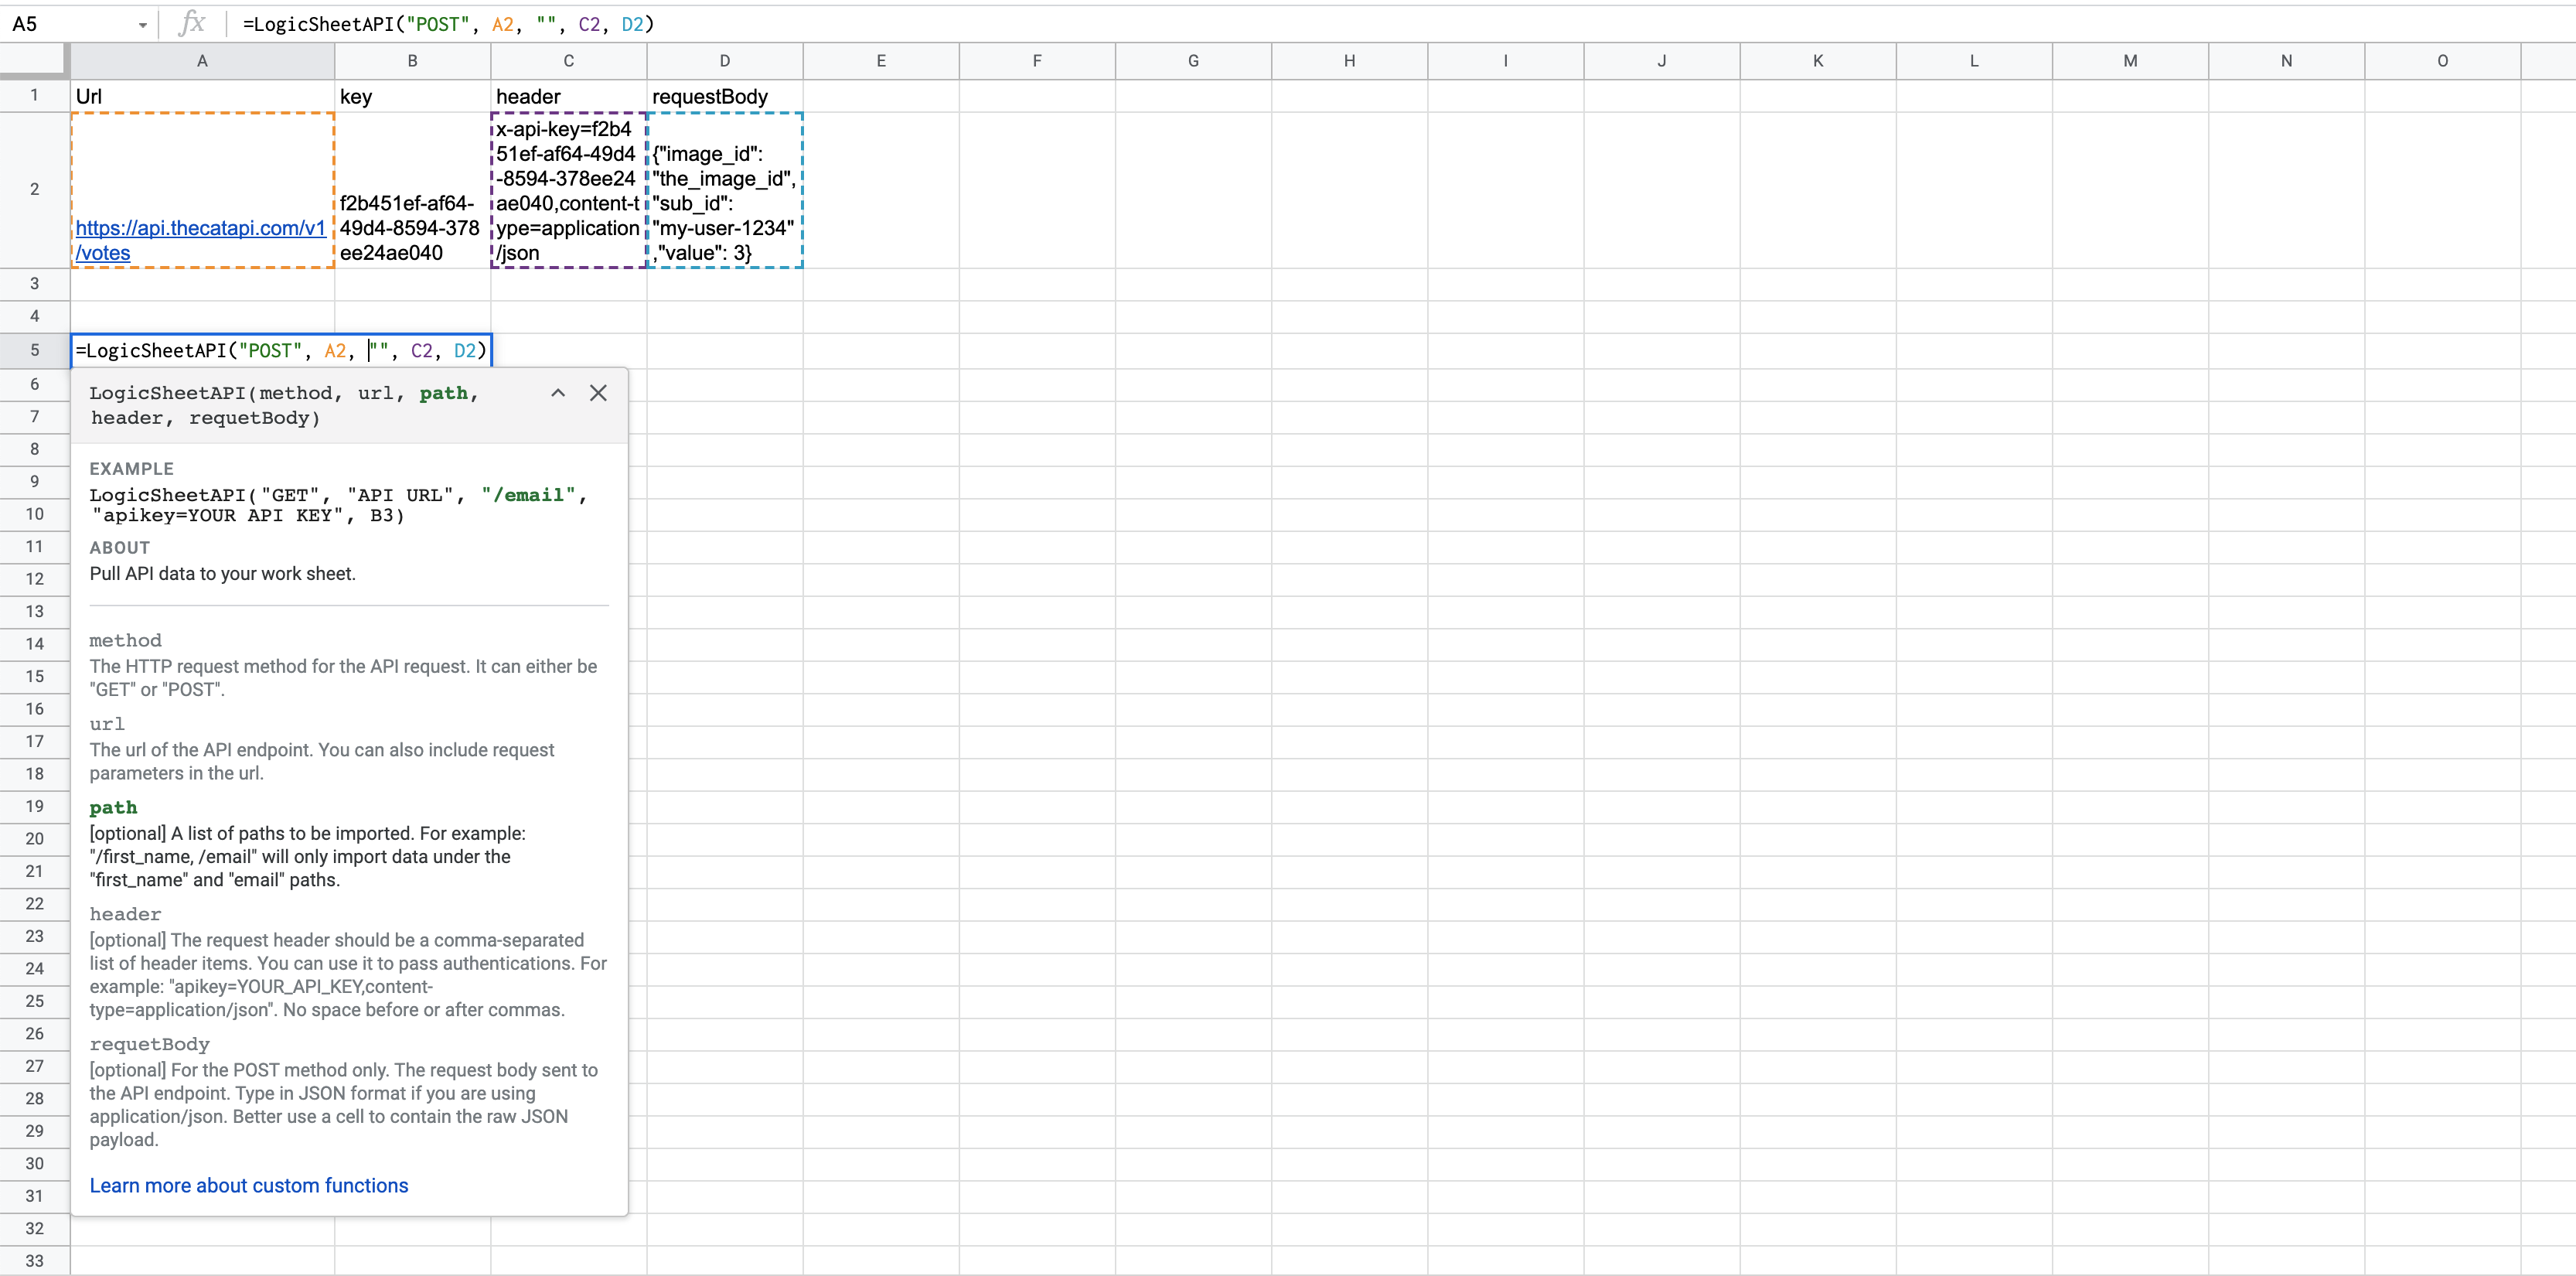 A5 fx =LogicSheetAPI("POST", A2, "", C2, D2)
A B C D E F G H I J K L M N O
1 Url key header requestBody
2
https://api.thecatapi.com/v1
/votes
f2b451ef-af64-
49d4-8594-378
ee24ae040
x-api-key=f2b4
51ef-af64-49d4
-8594-378ee24
ae040,content-t
ype=application
/json
{"image_id":
"the_image_id",
"sub_id":
"my-user-1234"
,"value": 3}
3
4
5 =LogicSheetAPI("POST", A2, "", C2, D2)
6
7
8
9
10
11
12
13
14
15
16
17
18
19
20
21
22
23
24
25
26
27
28
29
30
31
32
33
LogicSheetAPI(method, url, path,
header, requetBody)
EXAMPLE
LogicSheetAPI("GET", "API URL", "/email",
"apikey=YOUR API KEY", B3)
ABOUT
Pull API data to your work sheet.
method
The HTTP request method for the API request. It can either be
"GET" or "POST".
url
The url of the API endpoint. You can also include request
parameters in the url.
path
[optional] A list of paths to be imported. For example:
"/first_name, /email" will only import data under the
"first_name" and "email" paths.
header
[optional] The request header should be a comma-separated
list of header items. You can use it to pass authentications. For
example: "apikey=YOUR_API_KEY,content-
type=application/json". No space before or after commas.
requetBody
[optional] For the POST method only. The request body sent to
the API endpoint. Type in JSON format if you are using
application/json. Better use a cell to contain the raw JSON
payload.
Learn more about custom functions